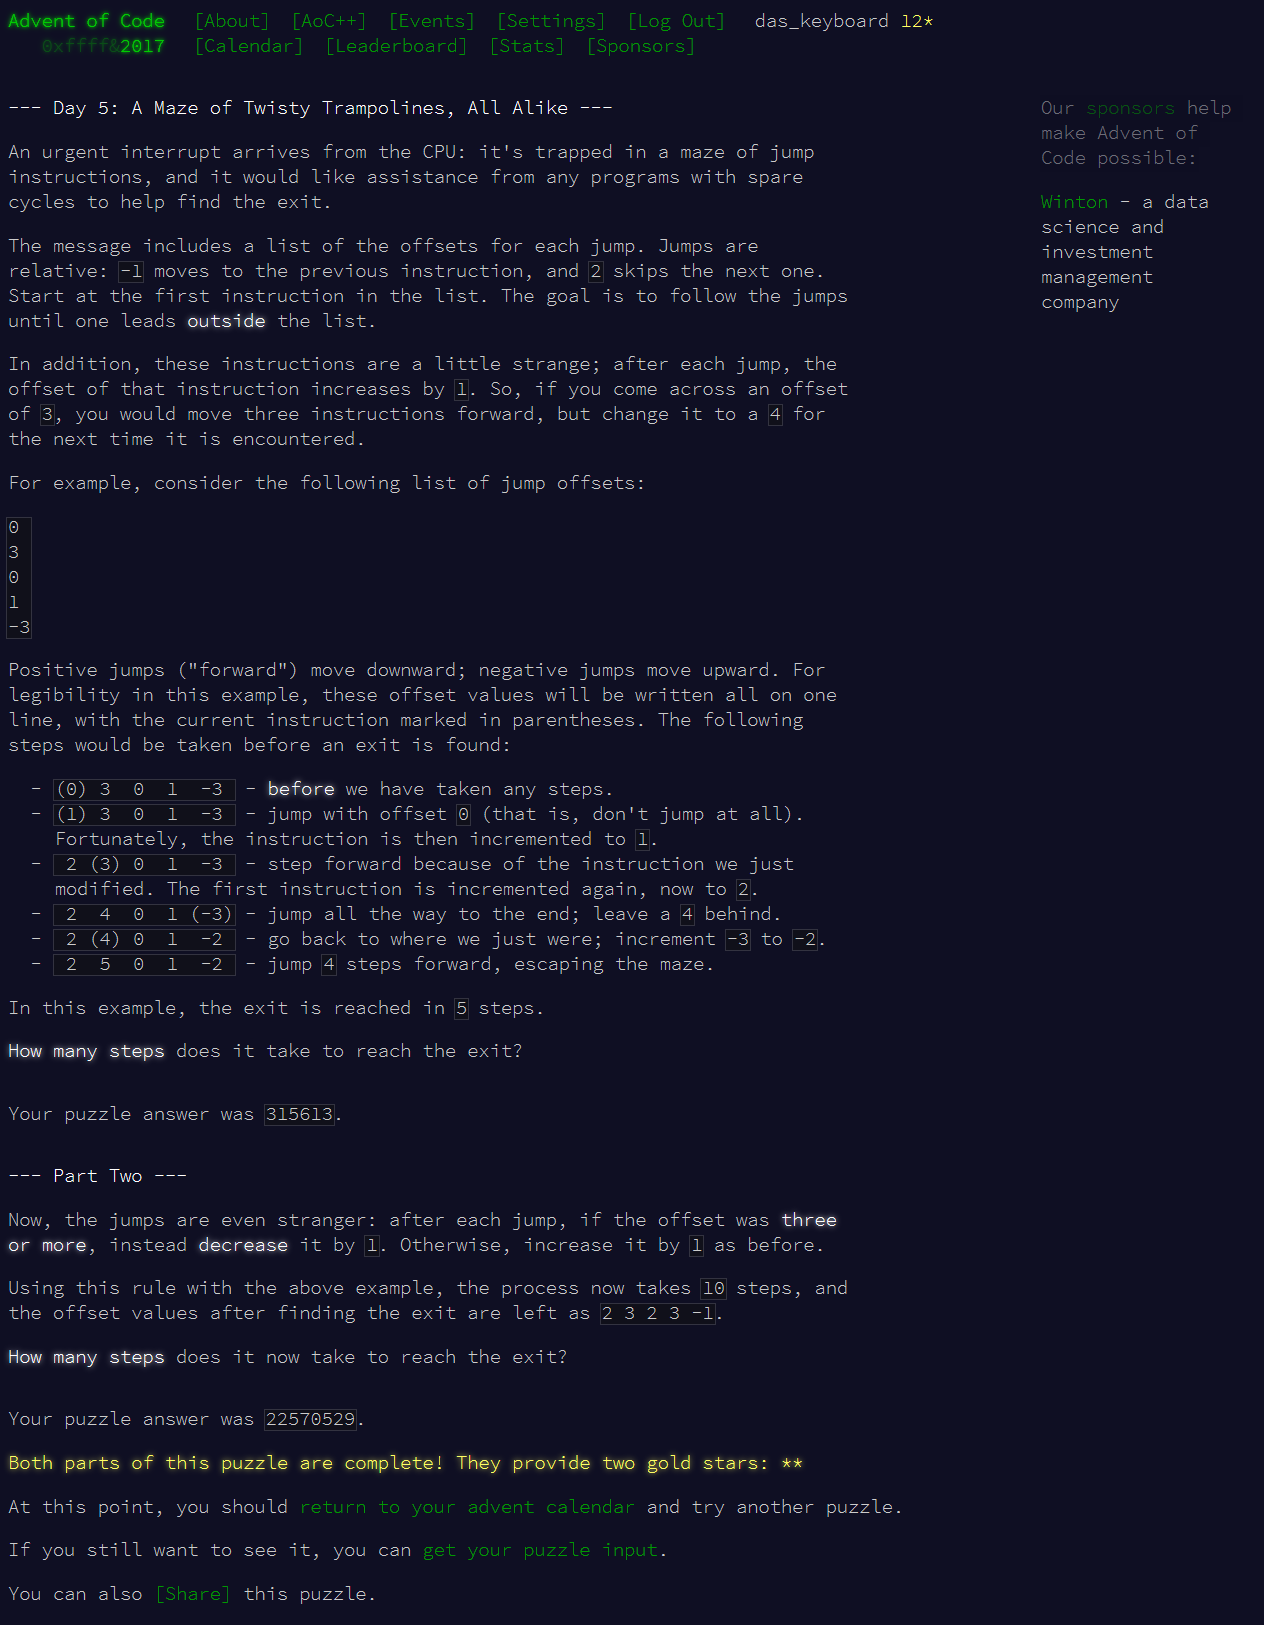 Advent of Code [About] [AoC++] [Events] [Settings] [Log Out] das_keyboard 12*
0xffff&2017 [Calendar] [Leaderboard] [Stats] [Sponsors]
--- Day 5: A Maze of Twisty Trampolines, All Alike ---
An urgent interrupt arrives from the CPU: it's trapped in a maze of jump
instructions, and it would like assistance from any programs with spare
cycles to help find the exit.
The message includes a list of the offsets for each jump. Jumps are
relative: -1 moves to the previous instruction, and 2 skips the next one.
Start at the first instruction in the list. The goal is to follow the jumps
until one leads outside the list.
In addition, these instructions are a little strange; after each jump, the
offset of that instruction increases by 1. So, if you come across an offset
of 3, you would move three instructions forward, but change it to a 4 for
the next time it is encountered.
For example, consider the following list of jump offsets:
0
3
0
1
-3
Positive jumps ("forward") move downward; negative jumps move upward. For
legibility in this example, these offset values will be written all on one
line, with the current instruction marked in parentheses. The following
steps would be taken before an exit is found:
- (0) 3  0  1  -3  - before we have taken any steps.
- (1) 3  0  1  -3  - jump with offset 0 (that is, don't jump at all).
Fortunately, the instruction is then incremented to 1.
-  2 (3) 0  1  -3  - step forward because of the instruction we just
modified. The first instruction is incremented again, now to 2.
-  2  4  0  1 (-3) - jump all the way to the end; leave a 4 behind.
-  2 (4) 0  1  -2  - go back to where we just were; increment -3 to -2.
-  2  5  0  1  -2  - jump 4 steps forward, escaping the maze.
In this example, the exit is reached in 5 steps.
How many steps does it take to reach the exit?
Your puzzle answer was 315613.
--- Part Two ---
Now, the jumps are even stranger: after each jump, if the offset was three
or more, instead decrease it by 1. Otherwise, increase it by 1 as before.
Using this rule with the above example, the process now takes 10 steps, and
the offset values after finding the exit are left as 2 3 2 3 -1.
How many steps does it now take to reach the exit?
Your puzzle answer was 22570529.
Both parts of this puzzle are complete! They provide two gold stars: **
At this point, you should return to your advent calendar and try another puzzle.
If you still want to see it, you can get your puzzle input.
You can also [Share] this puzzle.
Our sponsors help
make Advent of
Code possible:
Winton - a data
science and
investment
management
company